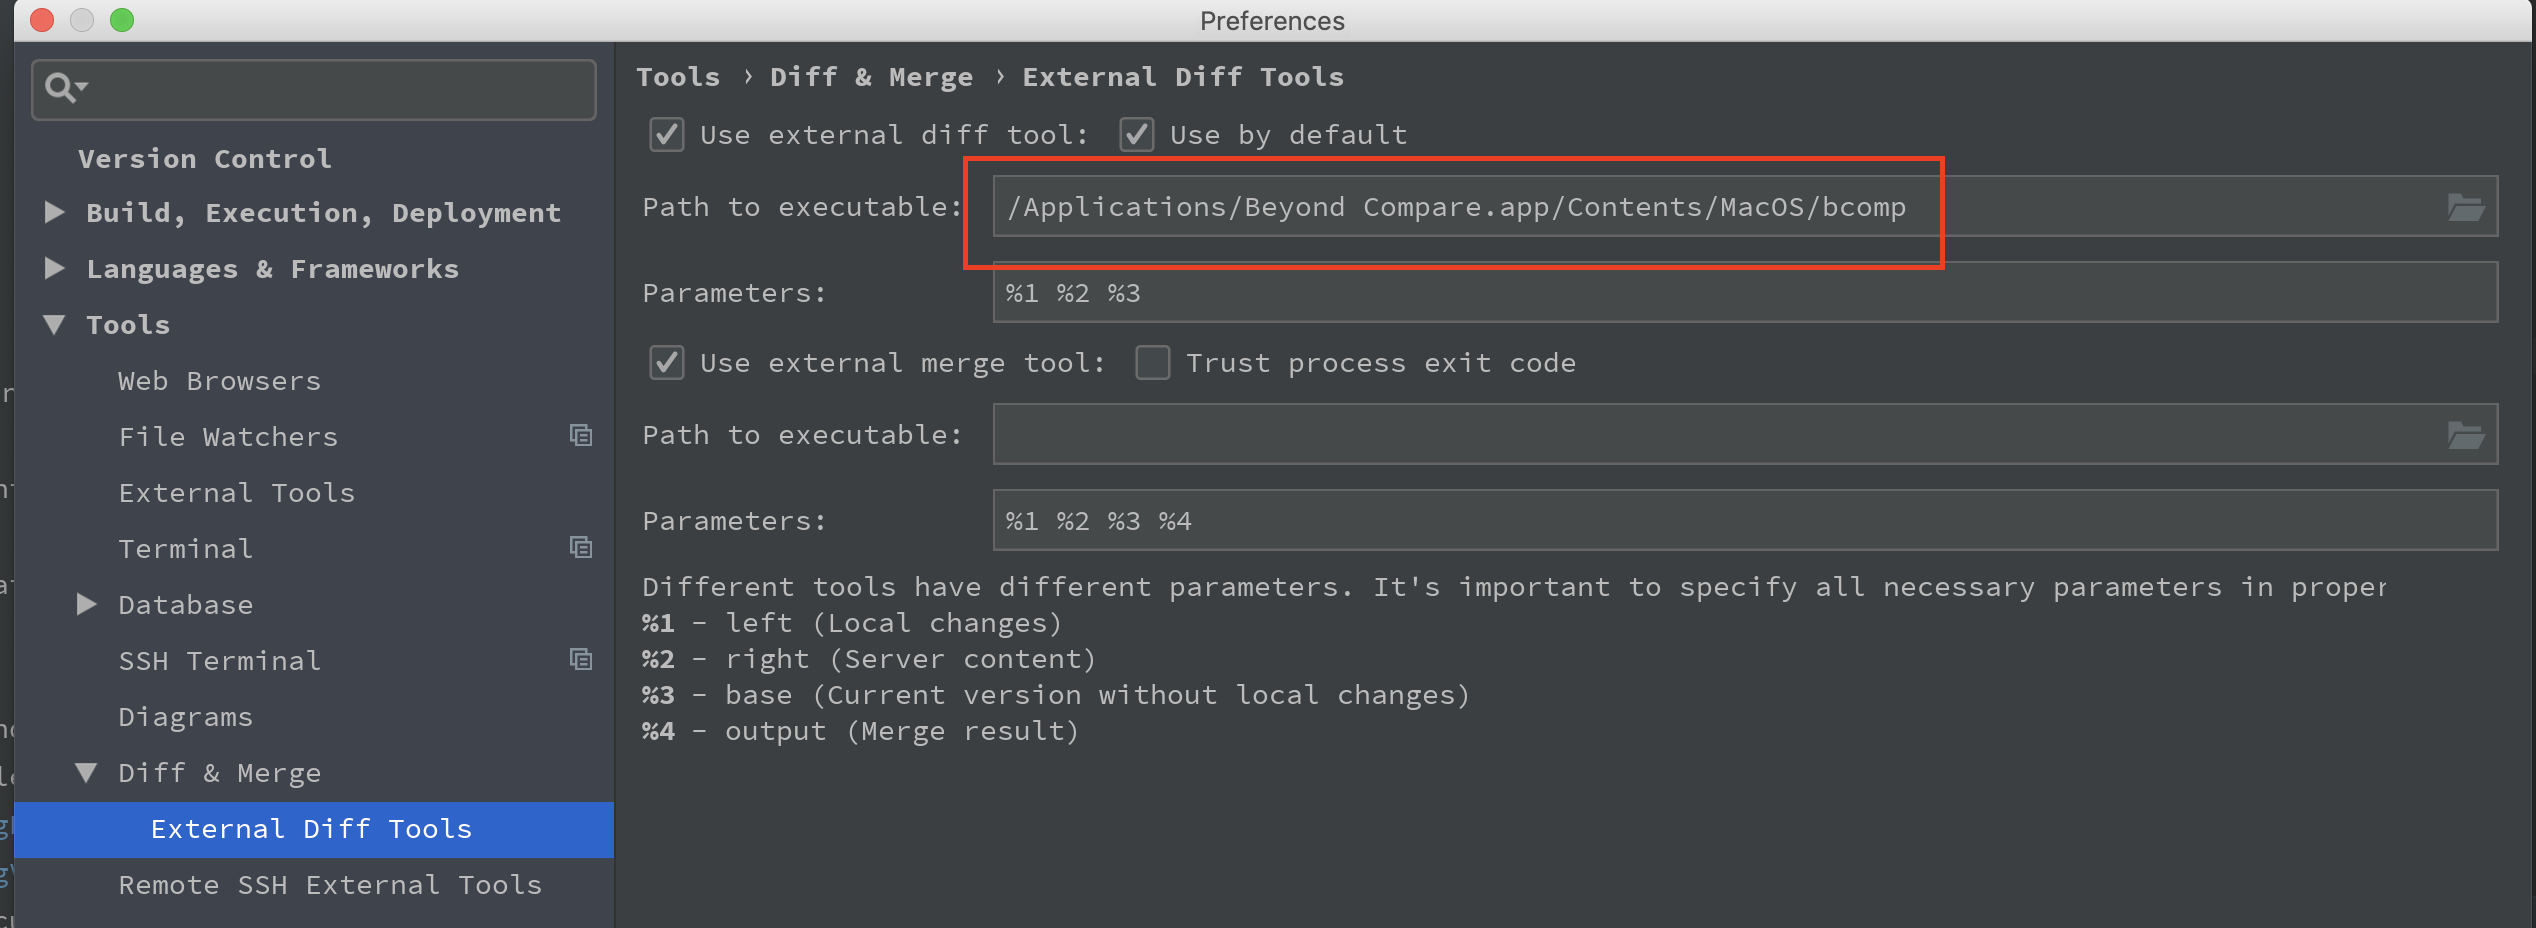 Preferences
Version Control
Build, Execution, Deployment
Languages & Frameworks
Tools
Web Browsers
File Watchers
External Tools
Terminal
Database
SSH Terminal
Diagrams
Diff & Merge
External Diff Tools
Remote SSH External Tools
Tools › Diff & Merge › External Diff Tools
Use external diff tool: Use by default
Path to executable: /Applications/Beyond Compare.app/Contents/MacOS/bcomp
Parameters: %1 %2 %3
Use external merge tool: Trust process exit code
Path to executable:
Parameters: %1 %2 %3 %4
Different tools have different parameters. It's important to specify all necessary parameters in proper
%1 - left (Local changes)
%2 - right (Server content)
%3 - base (Current version without local changes)
%4 - output (Merge result)